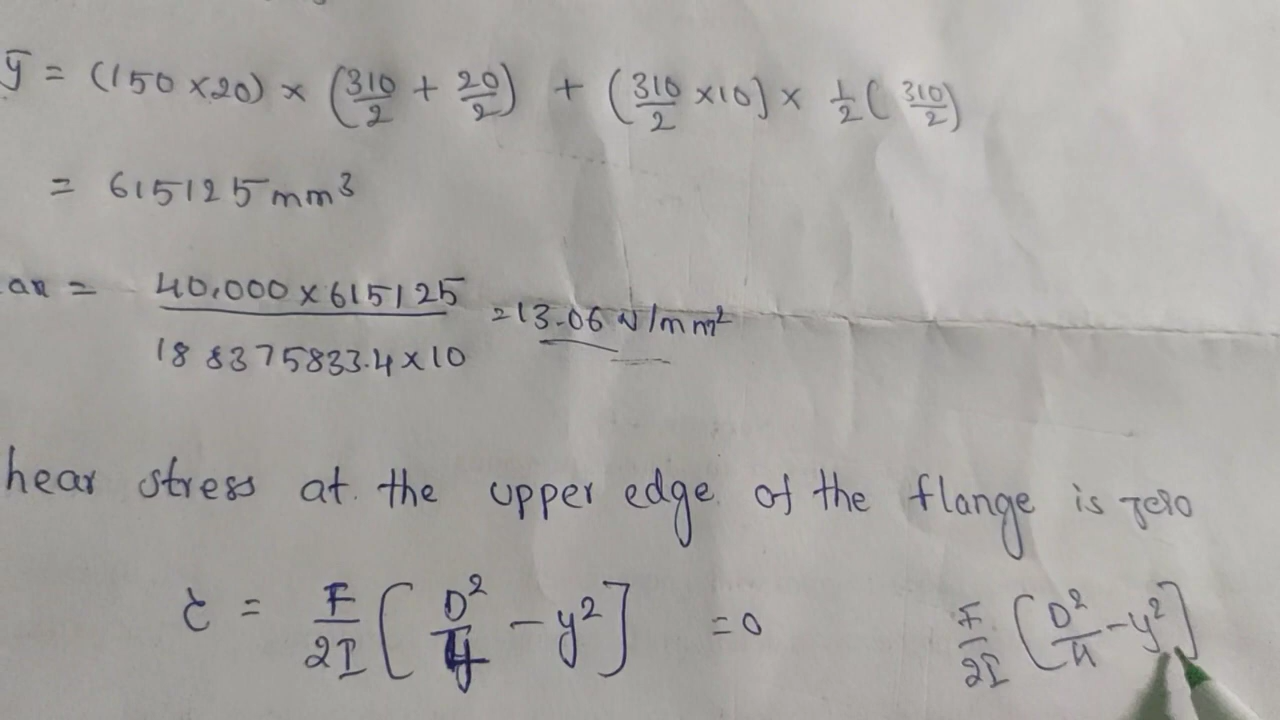 ȳ = (150 × 20) × (310/2 + 20/2) + (310/2 × 10] × 1/2 (310/2)
= 615125 mm³
ax = 40,000 × 615125 / 188375833.4 × 10 = 13.06 N/mm²
hear stress at the upper edge of the flange is zero
τ = F/2I [D²/4 - y²] = 0 F/2I [D²/4 - y²]